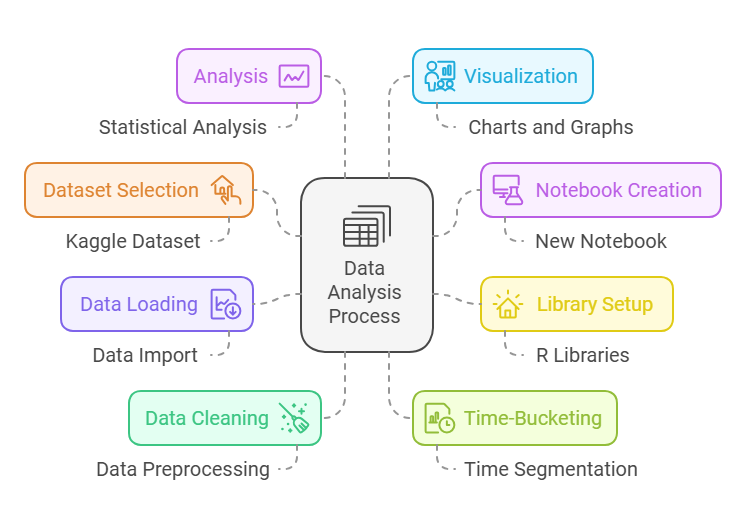 Analysis
Visualization
Statistical Analysis
Charts and Graphs
Dataset Selection
Notebook Creation
Kaggle Dataset
New Notebook
Data
Analysis
Process
Data Loading
Library Setup
Data Import
R Libraries
Data Cleaning
Time-Bucketing
Data Preprocessing
Time Segmentation